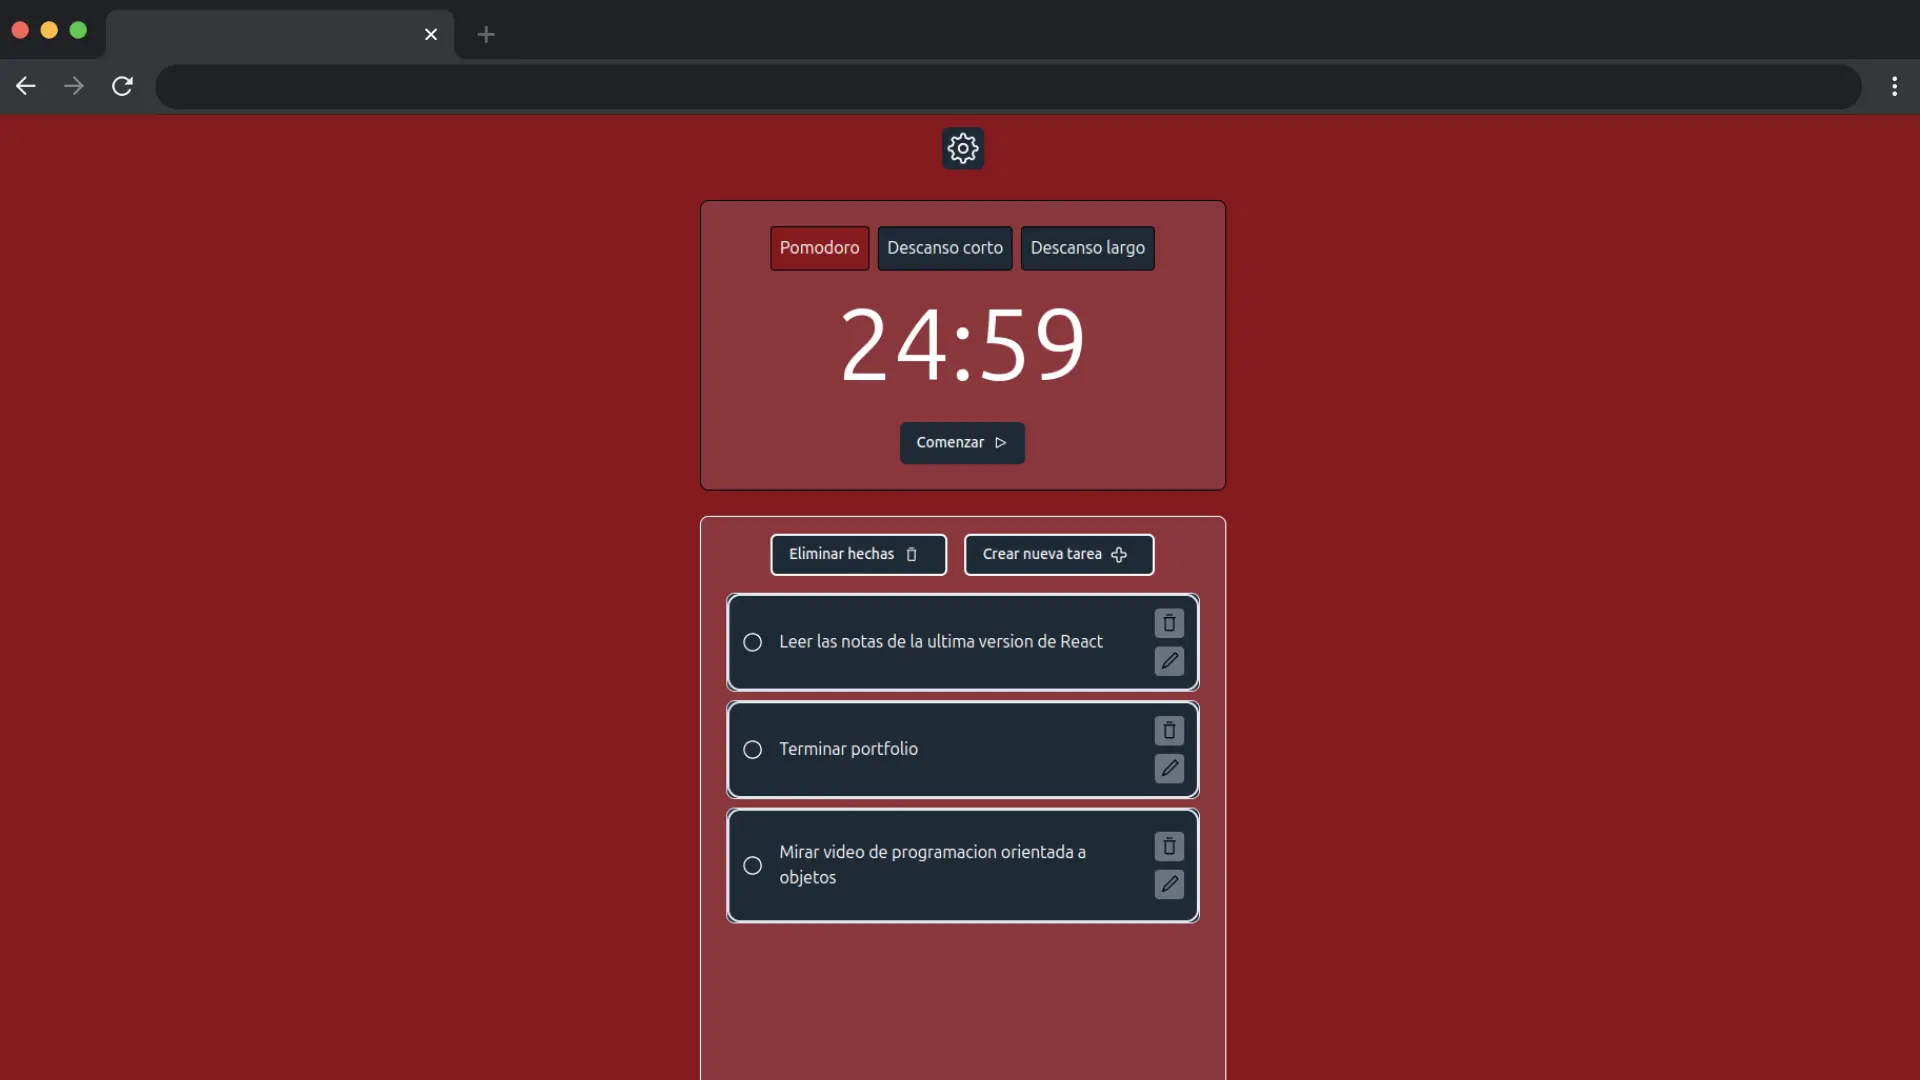 Pomodoro Descanso corto Descanso largo
24:59
Comenzar
Eliminar hechas Crear nueva tarea
Leer las notas de la ultima version de React
Terminar portfolio
Mirar video de programacion orientada a
objetos